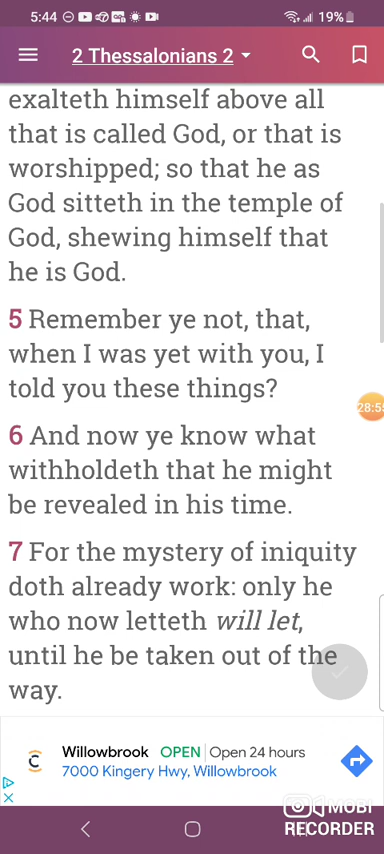 5:44 19%
2 Thessalonians 2
exalteth himself above all
that is called God, or that is
worshipped; so that he as
God sitteth in the temple of
God, shewing himself that
he is God.
5 Remember ye not, that,
when I was yet with you, I
told you these things?
28:55
6 And now ye know what
withholdeth that he might
be revealed in his time.
7 For the mystery of iniquity
doth already work: only he
who now letteth will let,
until he be taken out of the
way.
Willowbrook OPEN | Open 24 hours
7000 Kingery Hwy, Willowbrook
MOBI
RECORDER